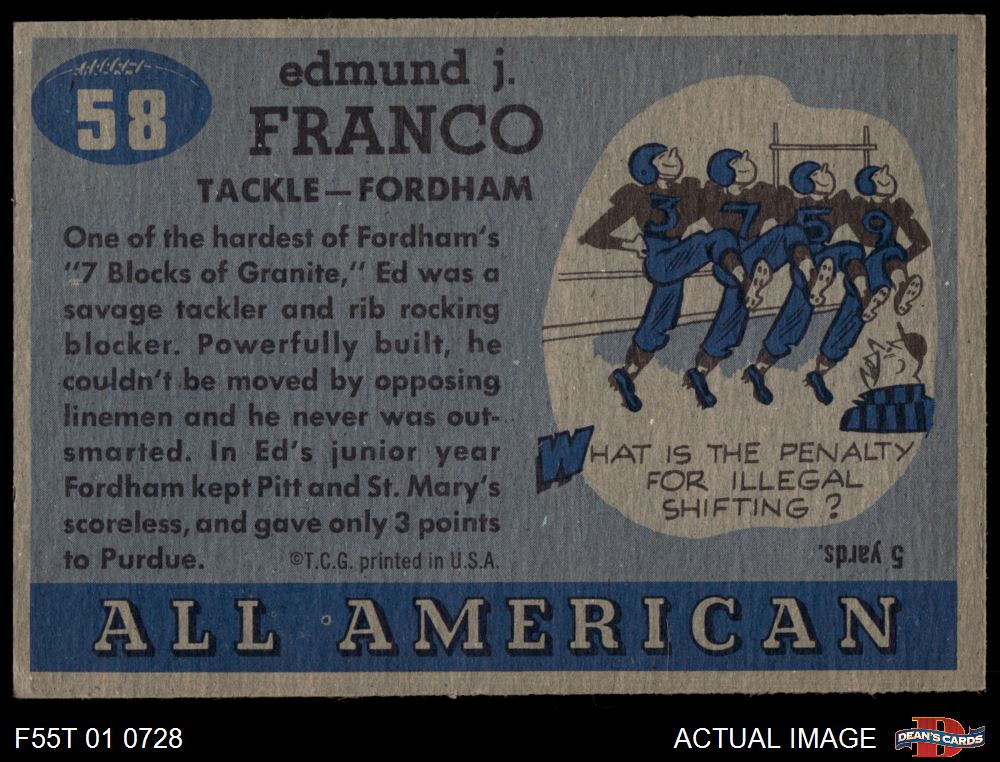 58
edmund j.
FRANCO
TACKLE—FORDHAM
One of the hardest of Fordham's
"7 Blocks of Granite," Ed was a
savage tackler and rib rocking
blocker. Powerfully built, he
couldn't be moved by opposing
linemen and he never was out-
smarted. In Ed's junior year
Fordham kept Pitt and St. Mary's
scoreless, and gave only 3 points
to Purdue. ©T.C.G. printed in U.S.A.
3 7 5 9
WHAT IS THE PENALTY
FOR ILLEGAL
SHIFTING?
5 yards.
ALL AMERICAN
F55T 01 0728
ACTUAL IMAGE
D
DEAN'S CARDS